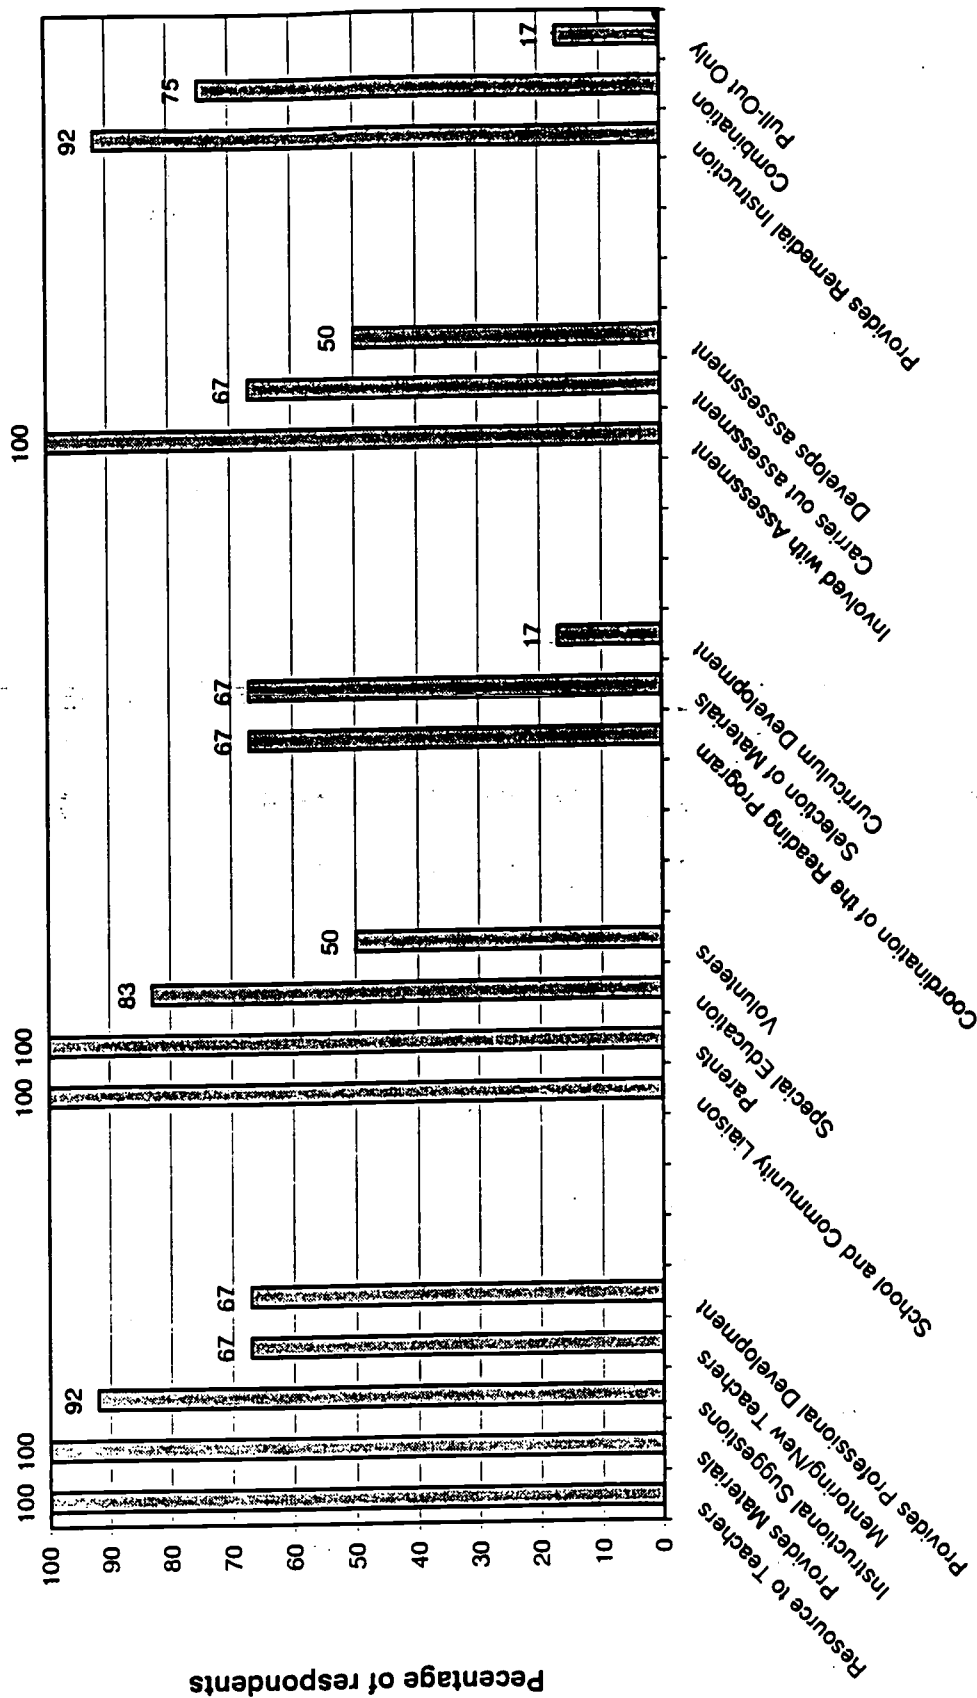 Pecentage of respondents
100
90
80
70
60
50
40
30
20
10
0
100
100
92
67
67
100
100
83
50
67
67
17
100
67
50
92
75
17
Resource to Teachers
Provides Materials
Instructional Suggestions
Mentoring/New Teachers
Provides Professional Development
School and Community Liaison
Parents
Special Education
Volunteers
Coordination of the Reading Program
Selection of Materials
Curriculum Development
Involved with Assessment
Carries out assessment
Develops asssessment
Provides Remedial Instruction
Combination
Pull-Out Only